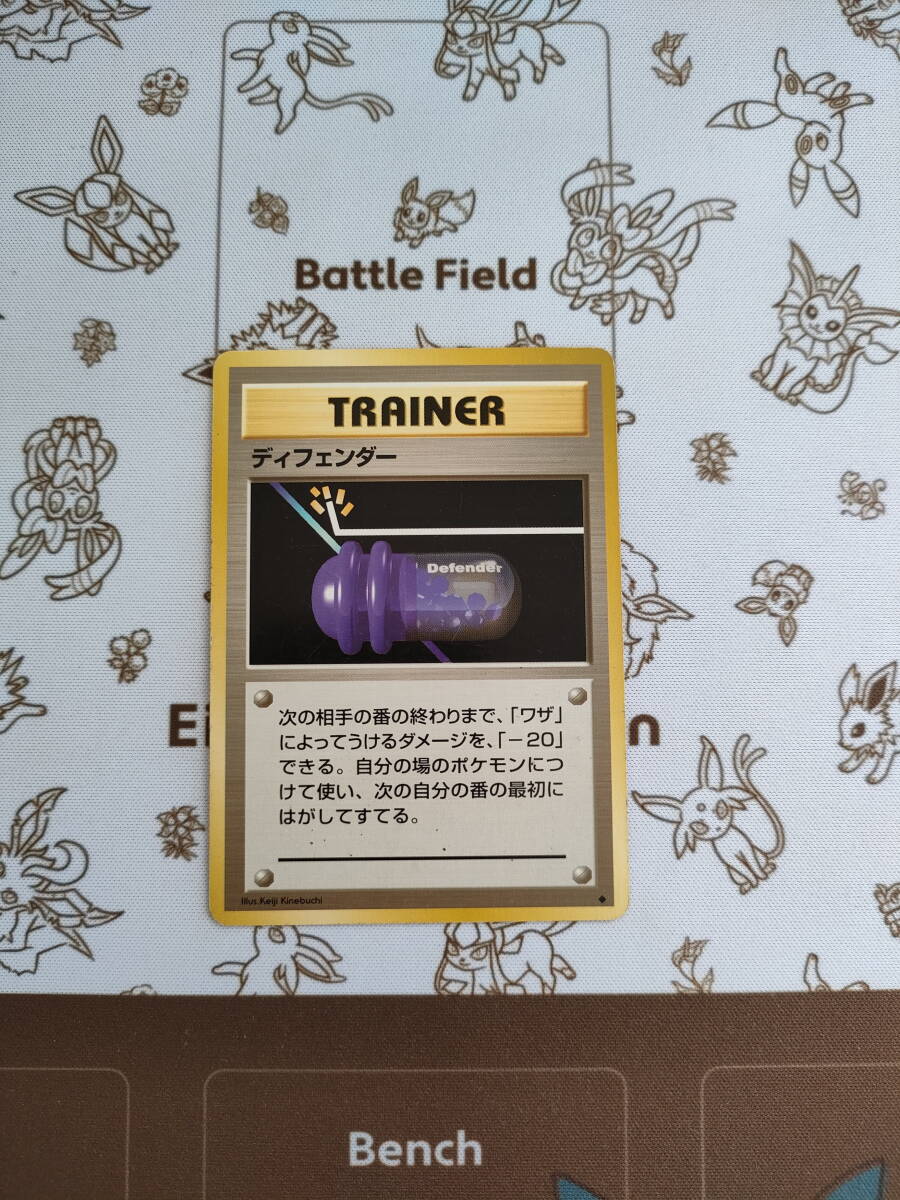 Battle Field
TRAINER
ディフェンダー
Defender
次の相手の番の終わりまで、「ワザ」
によってうけるダメージを、「－20」
できる。自分の場のポケモンにつ
けて使い、次の自分の番の最初に
はがしてすてる。
Illus.Keiji Kinebuchi
Bench